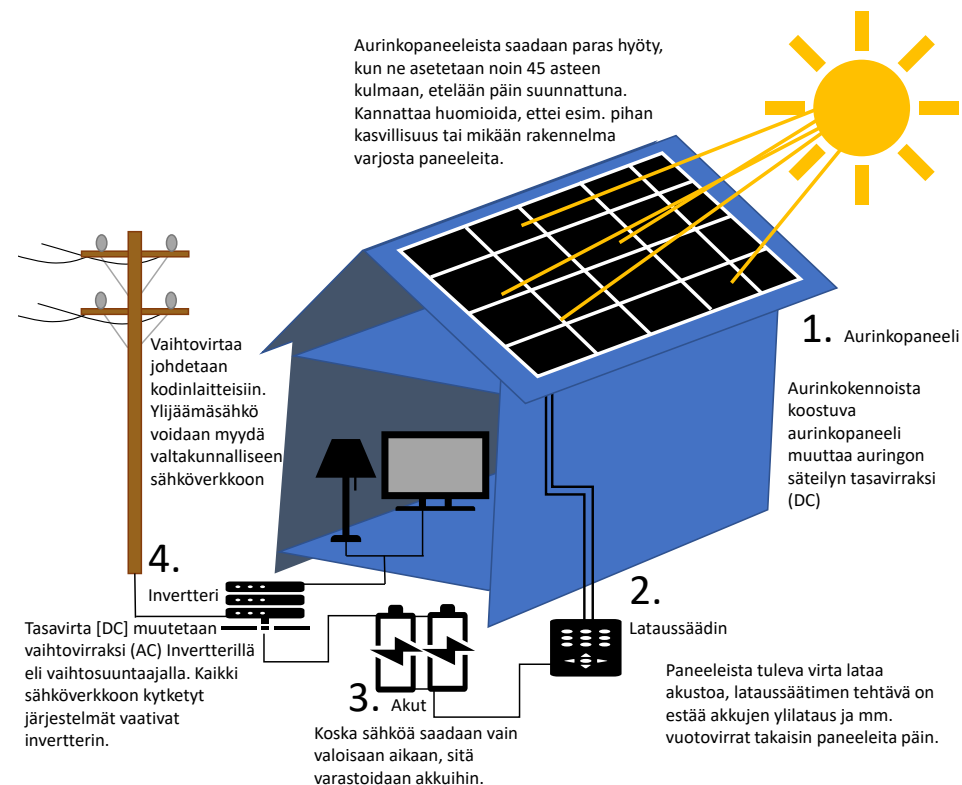 Aurinkopaneeleista saadaan paras hyöty,
kun ne asetetaan noin 45 asteen
kulmaan, etelään päin suunnattuna.
Kannattaa huomioida, ettei esim. pihan
kasvillisuus tai mikään rakennelma
varjosta paneeleita.
1. Aurinkopaneeli
Aurinkokennoista
koostuva
aurinkopaneeli
muuttaa auringon
säteilyn tasavirraksi
(DC)
2.
Lataussäädin
Paneeleista tuleva virta lataa
akustoa, lataussäätimen tehtävä on
estää akkujen ylilataus ja mm.
vuotovirrat takaisin paneeleita päin.
3. Akut
Koska sähköä saadaan vain
valoisaan aikaan, sitä
varastoidaan akkuihin.
Vaihtovirtaa
johdetaan
kodinlaitteisiin.
Ylijäämäsähkö
voidaan myydä
valtakunnalliseen
sähköverkkoon
4.
Invertteri
Tasavirta [DC] muutetaan
vaihtovirraksi (AC) Invertterillä
eli vaihtosuuntaajalla. Kaikki
sähköverkkoon kytketyt
järjestelmät vaativat
invertterin.